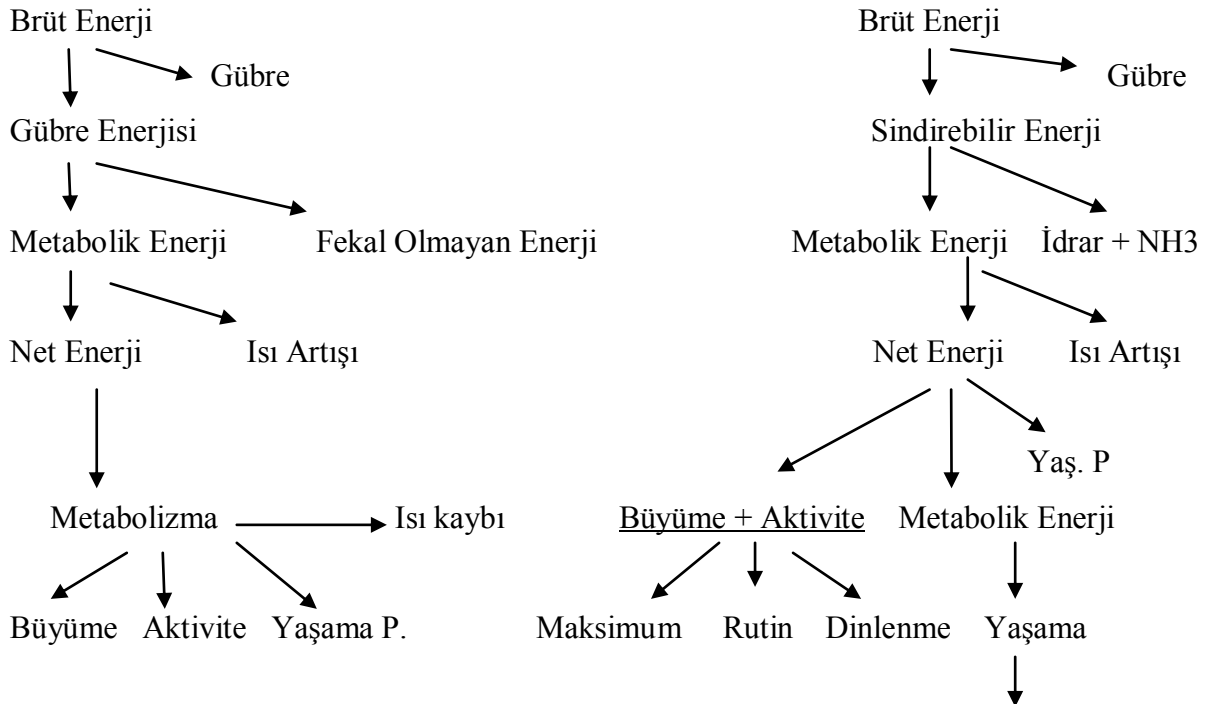 Brüt Enerji Brüt Enerji
Gübre Gübre
Gübre Enerjisi Sindirebilir Enerji
Metabolik Enerji Fekal Olmayan Enerji Metabolik Enerji İdrar + NH3
Net Enerji Isı Artışı Net Enerji Isı Artışı
Yaş. P
Metabolizma Isı kaybı Büyüme + Aktivite Metabolik Enerji
Büyüme Aktivite Yaşama P. Maksimum Rutin Dinlenme Yaşama